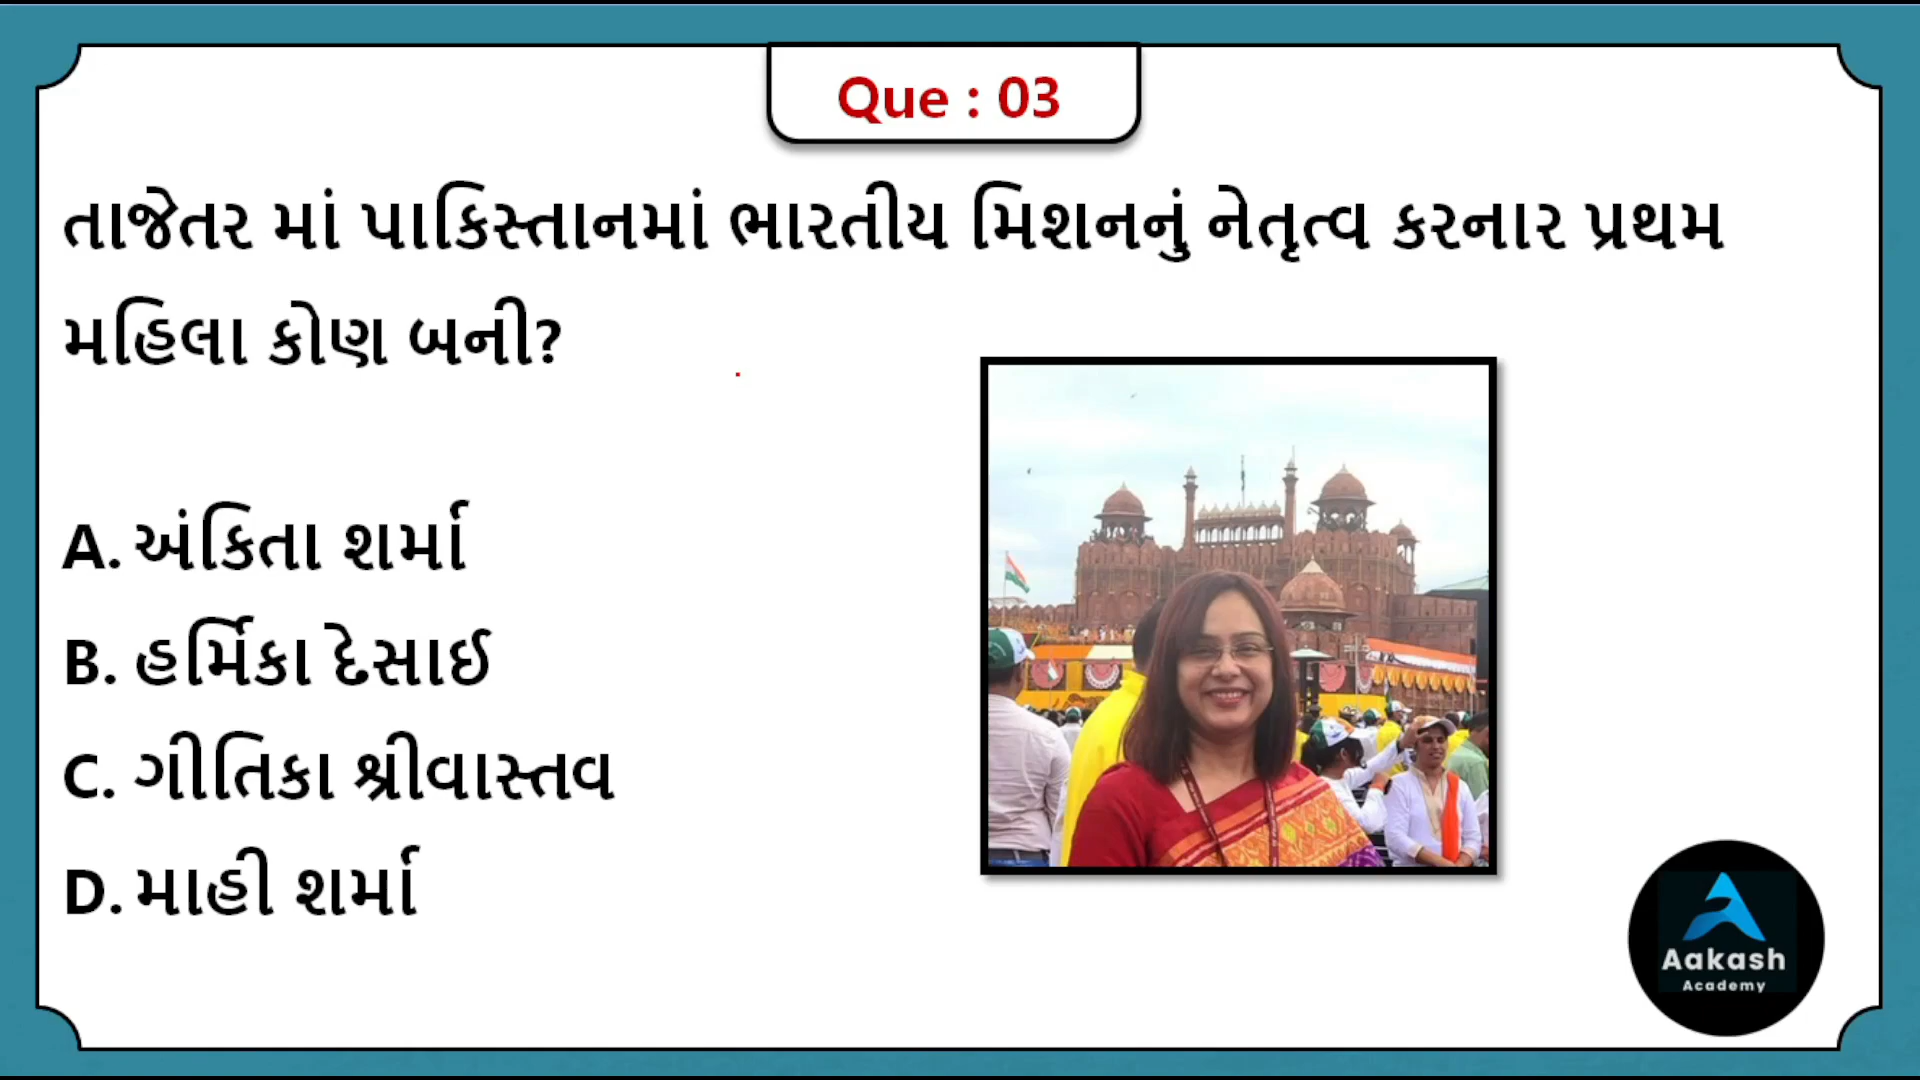 Que : 03
તાજેતર માં પાકિસ્તાનમાં ભારતીય મિશનનું નેતૃત્વ કરનાર પ્રથમ
મહિલા કોણ બની?
A. અંકિતા શર્મા
B. હર્મિકા દેસાઈ
C. ગીતિકા શ્રીવાસ્તવ
D. માહી શર્મા
Aakash
Academy